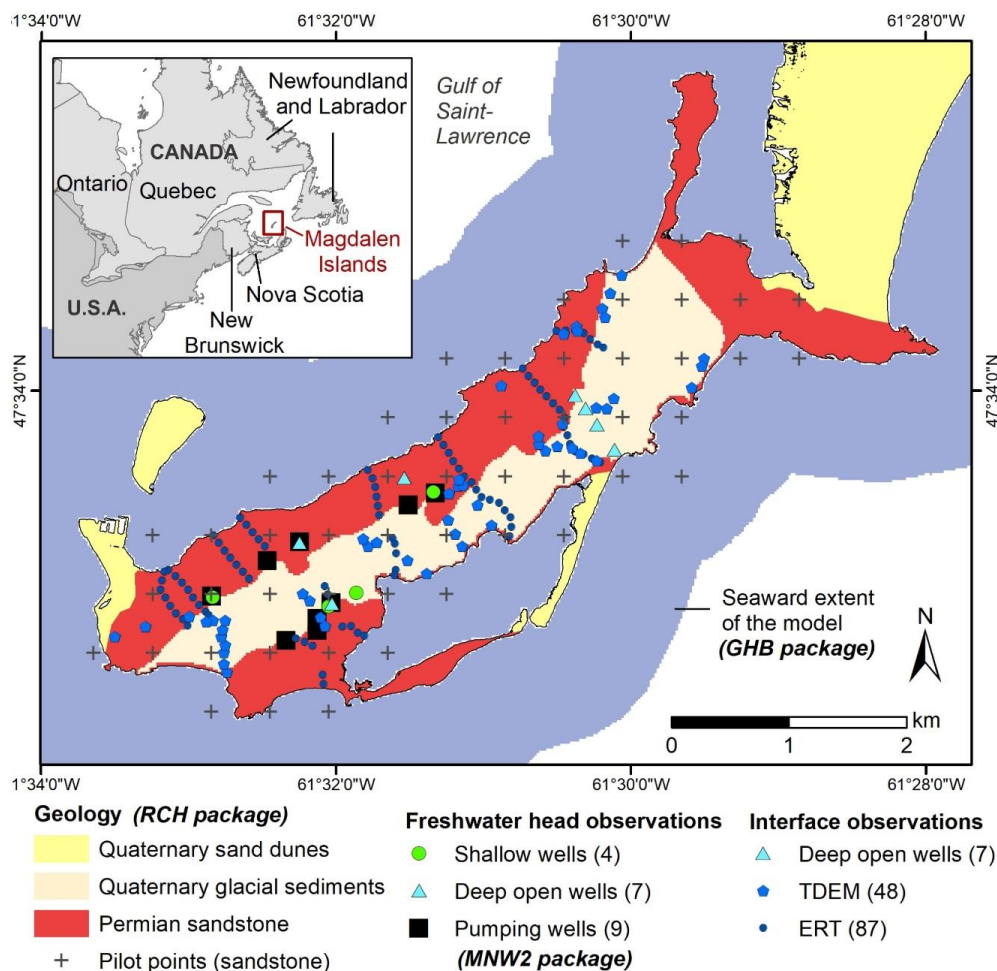 61°34'0"W
61°32'0"W
61°30'0"W
61°28'0"W
Newfoundland
and Labrador
CANADA
Ontario
Quebec
Magdalen
Islands
Nova Scotia
U.S.A.
New
Brunswick
Gulf of
Saint-
Lawrence
47°34'0"N
47°34'0"N
Seaward extent
of the model
(GHB package)
N
km
0
1
2
1°34'0"W
61°32'0"W
61°30'0"W
61°28'0"W
Geology (RCH package)
Quaternary sand dunes
Quaternary glacial sediments
Permian sandstone
Pilot points (sandstone)
Freshwater head observations
Shallow wells (4)
Deep open wells (7)
Pumping wells (9)
(MNW2 package)
Interface observations
Deep open wells (7)
TDEM (48)
ERT (87)